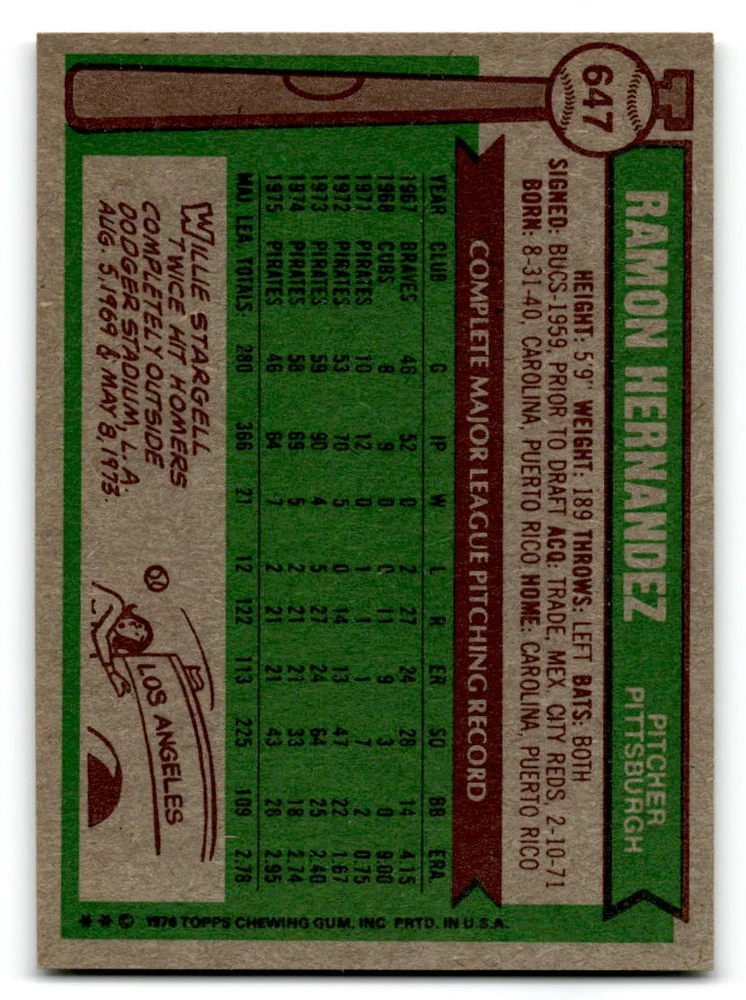 647
RAMON HERNANDEZ
PITCHER
PITTSBURGH
HEIGHT: 5'9" WEIGHT: 189 THROWS: LEFT BATS: BOTH
SIGNED: BUCS-1959, PRIOR TO DRAFT ACQ: TRADE, MEX. CITY REDS, 2-10-71
BORN: 8-31-40, CAROLINA, PUERTO RICO HOME: CAROLINA, PUERTO RICO
COMPLETE MAJOR LEAGUE PITCHING RECORD
YEAR CLUB G IP W L R ER SO BB ERA
1967 BRAVES 46 52 0 2 27 24 28 14 4.15
1968 CUBS 8 9 0 0 11 9 3 0 9.00
1971 PIRATES 10 12 0 1 1 1 7 2 0.75
1972 PIRATES 53 70 5 0 14 13 47 22 1.67
1973 PIRATES 59 90 4 5 27 24 64 25 2.40
1974 PIRATES 58 69 5 2 21 21 33 18 2.74
1975 PIRATES 46 64 7 2 21 21 43 28 2.95
MAJ. LEA. TOTALS 280 366 21 12 122 113 225 109 2.78
WILLIE STARGELL
TWICE HIT HOMERS
COMPLETELY OUTSIDE
DODGER STADIUM, L.A.
AUG. 5, 1969 & MAY 8, 1973.
LOS ANGELES
** © 1976 TOPPS CHEWING GUM, INC. PRTD. IN U.S.A.